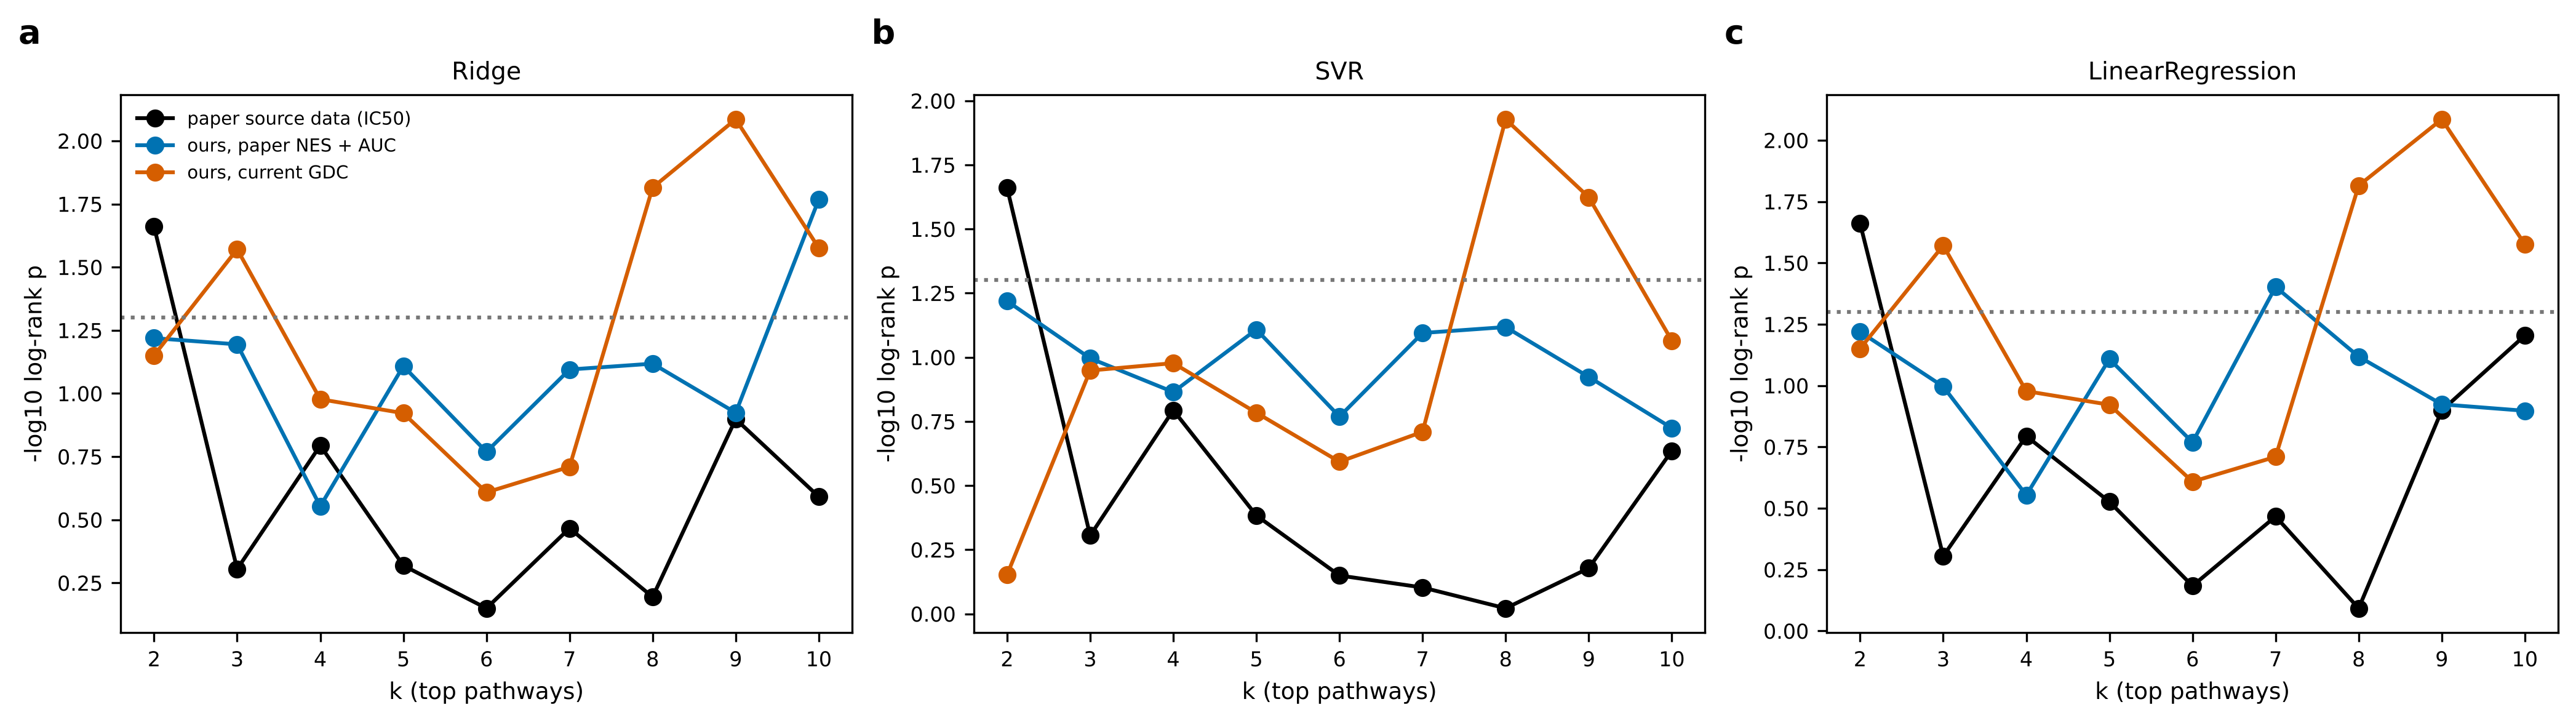 a
Ridge
paper source data (IC50)
ours, paper NES + AUC
ours, current GDC
2.00
1.75
1.50
1.25
1.00
0.75
0.50
0.25
-log10 log-rank p
2 3 4 5 6 7 8 9 10
k (top pathways)
b
SVR
2.00
1.75
1.50
1.25
1.00
0.75
0.50
0.25
0.00
-log10 log-rank p
2 3 4 5 6 7 8 9 10
k (top pathways)
c
LinearRegression
2.00
1.75
1.50
1.25
1.00
0.75
0.50
0.25
0.00
-log10 log-rank p
2 3 4 5 6 7 8 9 10
k (top pathways)